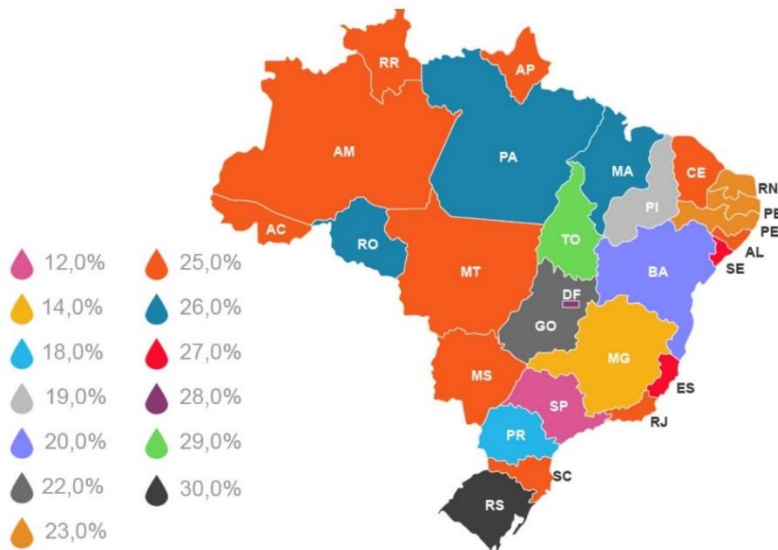 RR
AP
AM
PA
MA
CE
RN
PI
PB
PE
AC
RO
TO
AL
SE
MT
BA
DF
GO
MG
MS
ES
SP
RJ
PR
SC
RS
12,0%
25,0%
14,0%
26,0%
18,0%
27,0%
19,0%
28,0%
20,0%
29,0%
22,0%
30,0%
23,0%